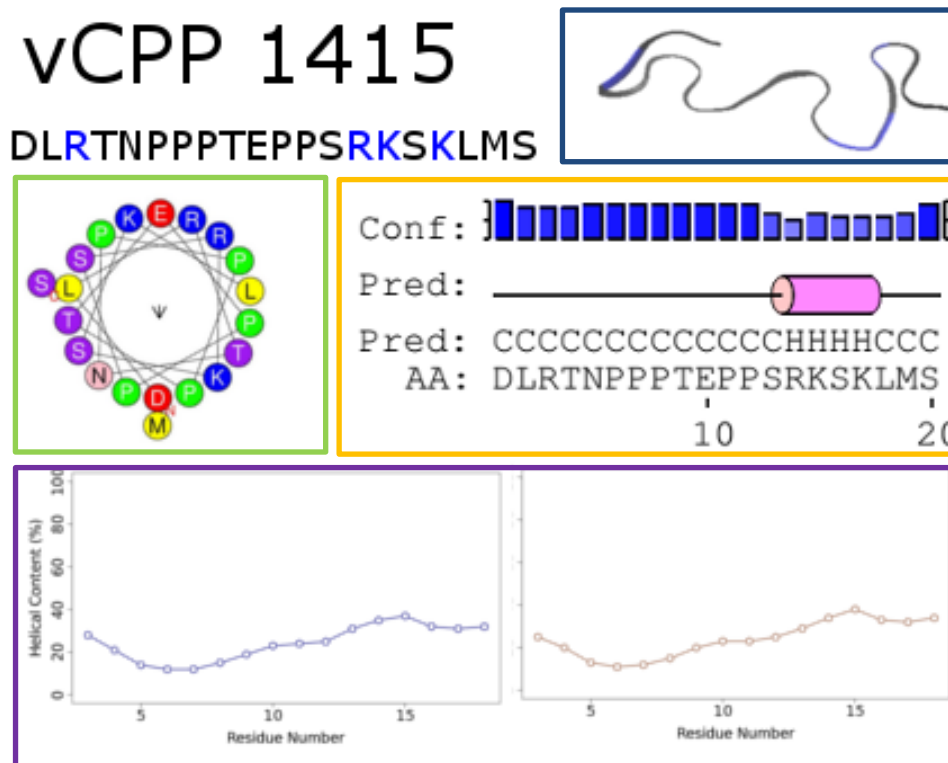 vCPP 1415
DLRTNPPPTEPPSRKSKLMS
K E R
P R
S P
S L L
T P
S T
N K
P D P
N
M
Conf:
Pred:
Pred: CCCCCCCCCCCCCHHHHCCC
AA: DLRTNPPPTEPPSRKSKLMS
10 20
Helical Content (%)
100
80
60
40
20
0
5 10 15
Residue Number
5 10 15
Residue Number